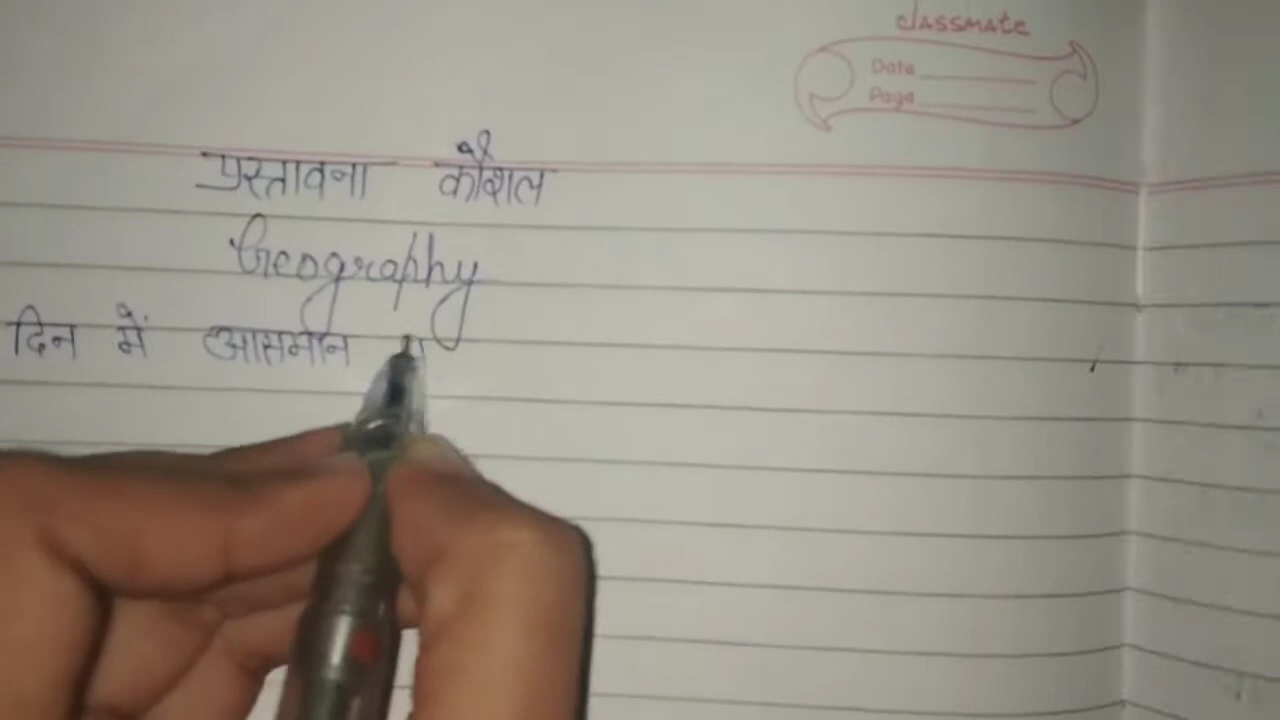 classmate
Date
Page
प्रस्तावना कौशल
Geography
दिन में आसमान